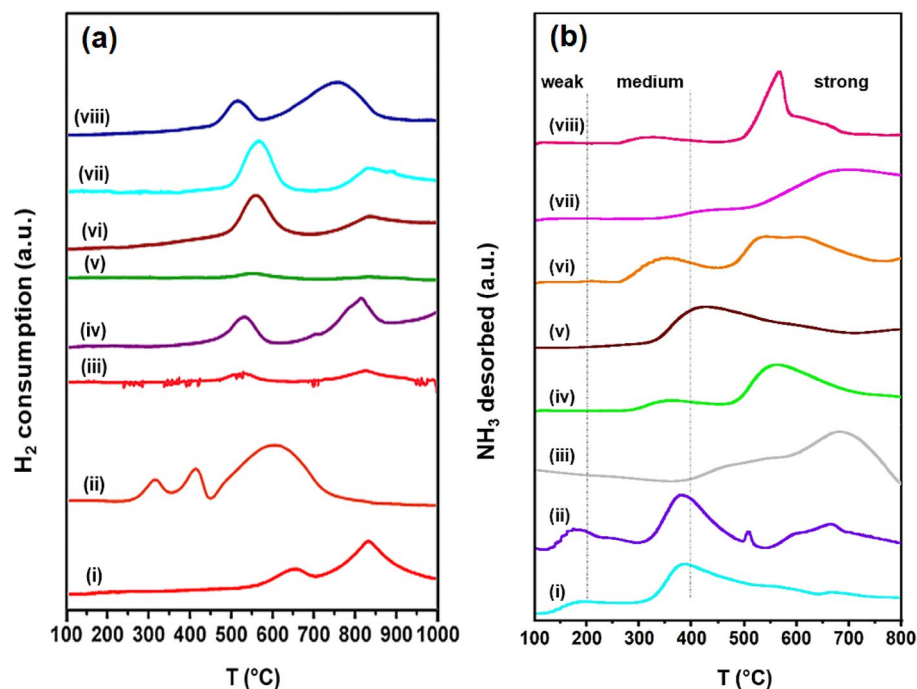 (a)
(viii)
(vii)
(vi)
(v)
(iv)
(iii)
(ii)
(i)
H₂ consumption (a.u.)
100 200 300 400 500 600 700 800 900 1000
T (°C)
(b)
weak medium strong
(viii)
(vii)
(vi)
(v)
(iv)
(iii)
(ii)
(i)
NH₃ desorbed (a.u.)
100 200 300 400 500 600 700 800
T (°C)